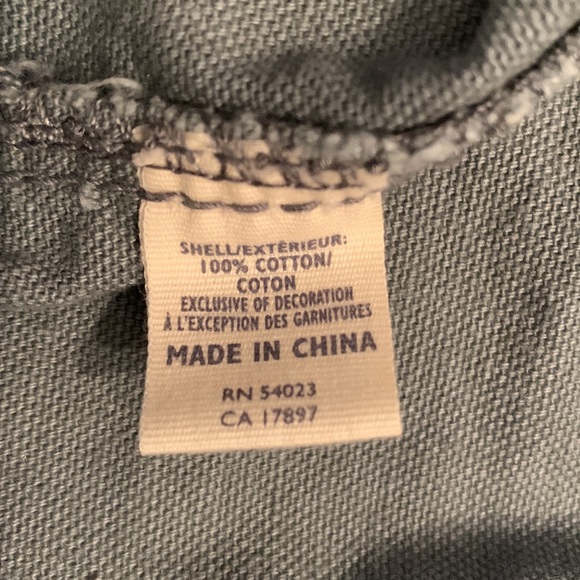 SHELL/EXTÉRIEUR:
100% COTTON/
COTON
EXCLUSIVE OF DECORATION
À L'EXCEPTION DES GARNITURES
MADE IN CHINA
RN 54023
CA 17897